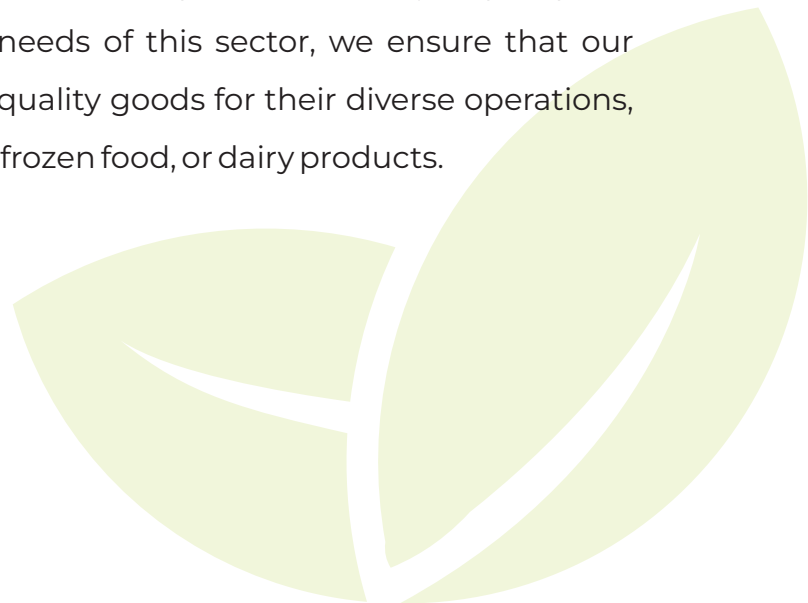 needs of this sector, we ensure that our
quality goods for their diverse operations,
frozen food, or dairy products.